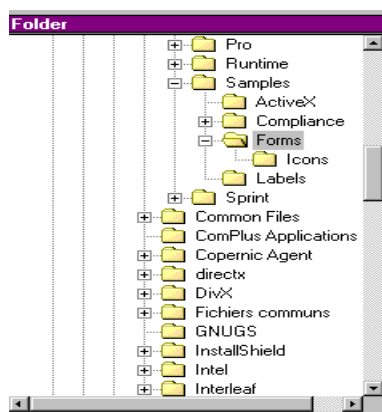 Folder
Pro
Runtime
Samples
ActiveX
Compliance
Forms
Icons
Labels
Sprint
Common Files
ComPlus Applications
Copernic Agent
directx
DivX
Fichiers communs
GNUGS
InstallShield
Intel
Interleaf